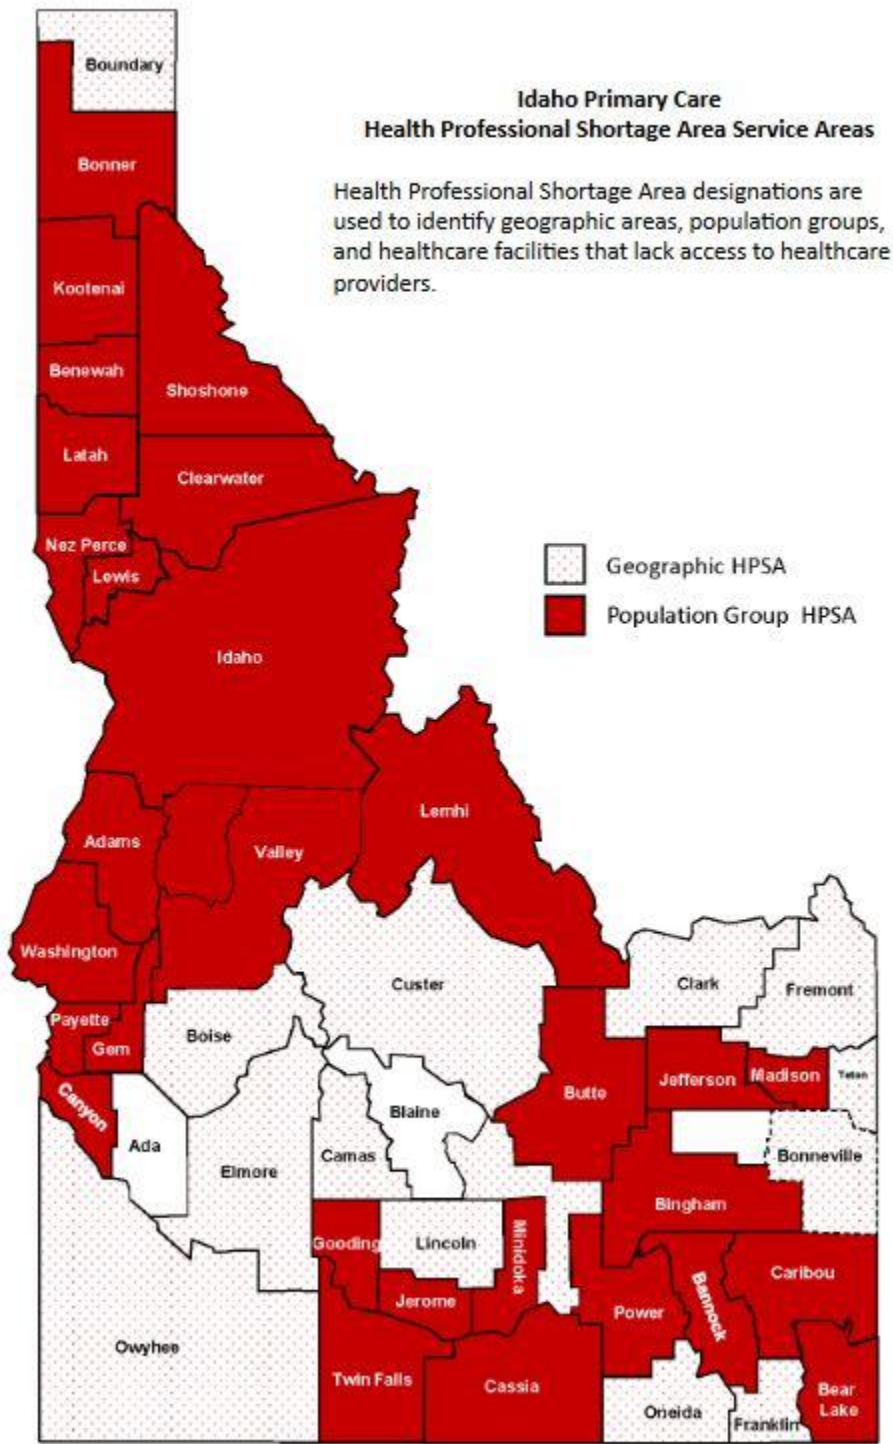 Boundary
Idaho Primary Care
Health Professional Shortage Area Service Areas
Bonner
Health Professional Shortage Area designations are
used to identify geographic areas, population groups,
and healthcare facilities that lack access to healthcare
providers.
Kootenai
Benewah
Shoshone
Latah
Clearwater
Nez Perce
Lewis
Geographic HPSA
Population Group HPSA
Idaho
Lemhi
Adams
Valley
Washington
Custer
Clark
Fremont
Payette
Boise
Gem
Teton
Madison
Jefferson
Butte
Canyon
Blaine
Ada
Camas
Bonneville
Elmore
Bingham
Gooding
Lincoln
Minidoka
Caribou
Jerome
Power
Bannock
Owyhee
Twin Falls
Cassia
Bear
Lake
Oneida
Franklin